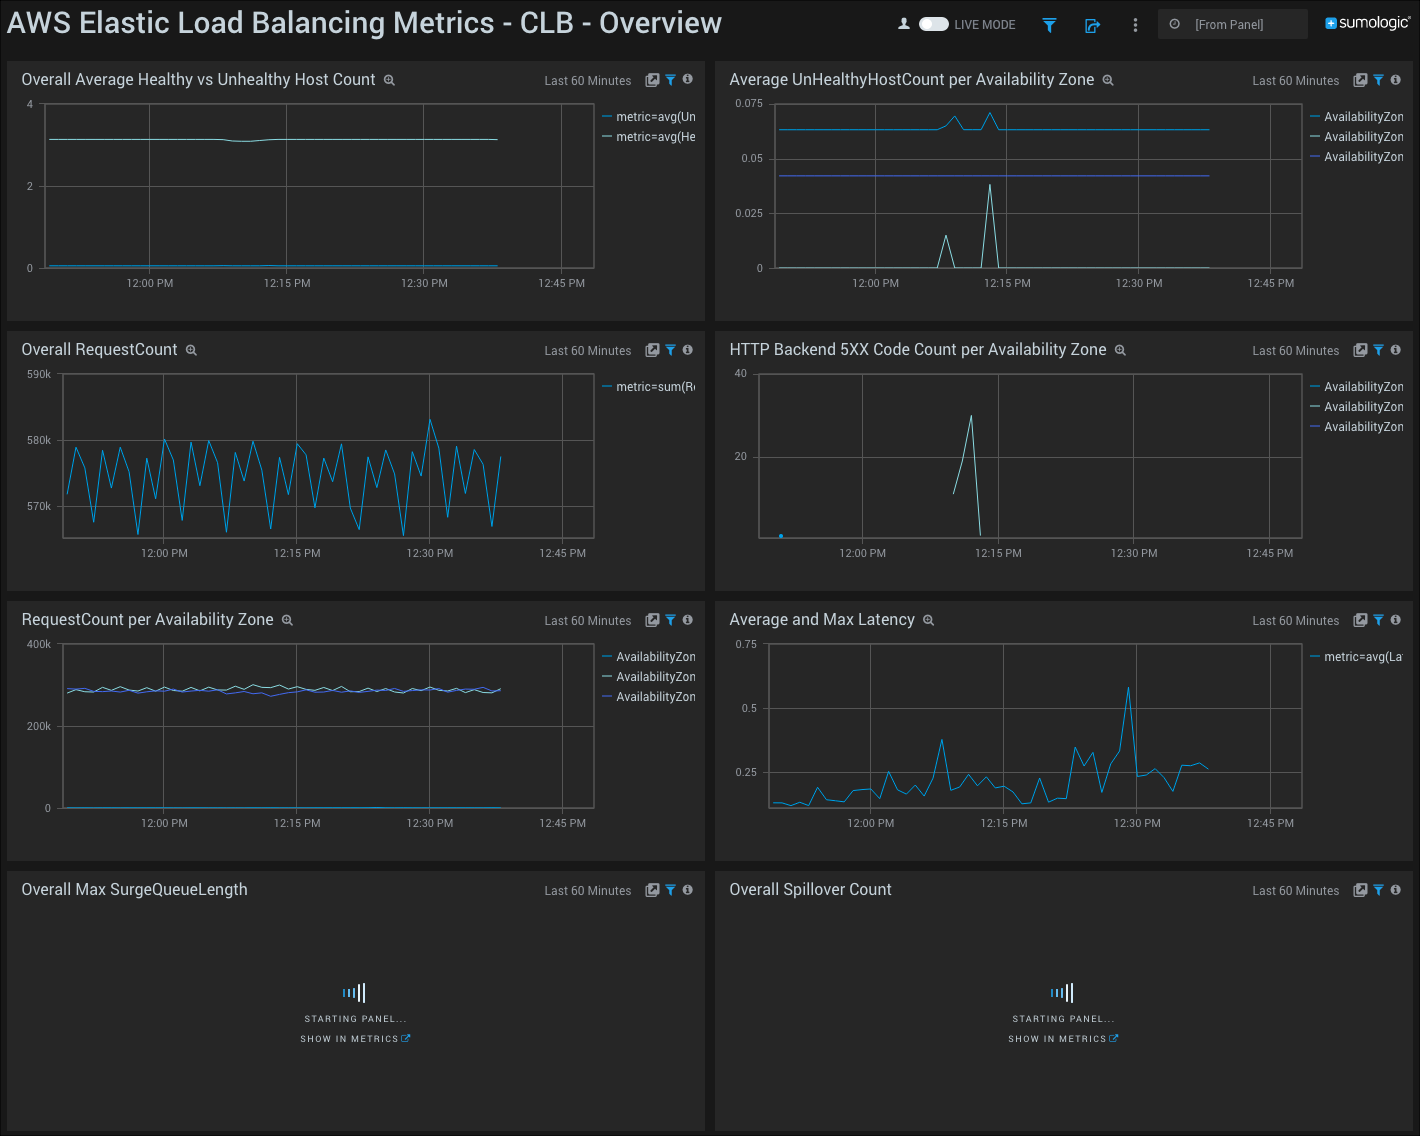 AWS Elastic Load Balancing Metrics - CLB - Overview
LIVE MODE
[From Panel]
sumologic
Overall Average Healthy vs Unhealthy Host Count
Last 60 Minutes
4
2
0
12:00 PM 12:15 PM 12:30 PM 12:45 PM
metric=avg(Un
metric=avg(He
Average UnHealthyHostCount per Availability Zone
Last 60 Minutes
0.075
0.05
0.025
0
12:00 PM 12:15 PM 12:30 PM 12:45 PM
AvailabilityZon
AvailabilityZon
AvailabilityZon
Overall RequestCount
Last 60 Minutes
590k
580k
570k
12:00 PM 12:15 PM 12:30 PM 12:45 PM
metric=sum(Re
HTTP Backend 5XX Code Count per Availability Zone
Last 60 Minutes
40
20
12:00 PM 12:15 PM 12:30 PM 12:45 PM
AvailabilityZon
AvailabilityZon
AvailabilityZon
RequestCount per Availability Zone
Last 60 Minutes
400k
200k
0
12:00 PM 12:15 PM 12:30 PM 12:45 PM
AvailabilityZon
AvailabilityZon
AvailabilityZon
Average and Max Latency
Last 60 Minutes
0.75
0.5
0.25
12:00 PM 12:15 PM 12:30 PM 12:45 PM
metric=avg(Lat
Overall Max SurgeQueueLength
Last 60 Minutes
STARTING PANEL...
SHOW IN METRICS
Overall Spillover Count
Last 60 Minutes
STARTING PANEL...
SHOW IN METRICS